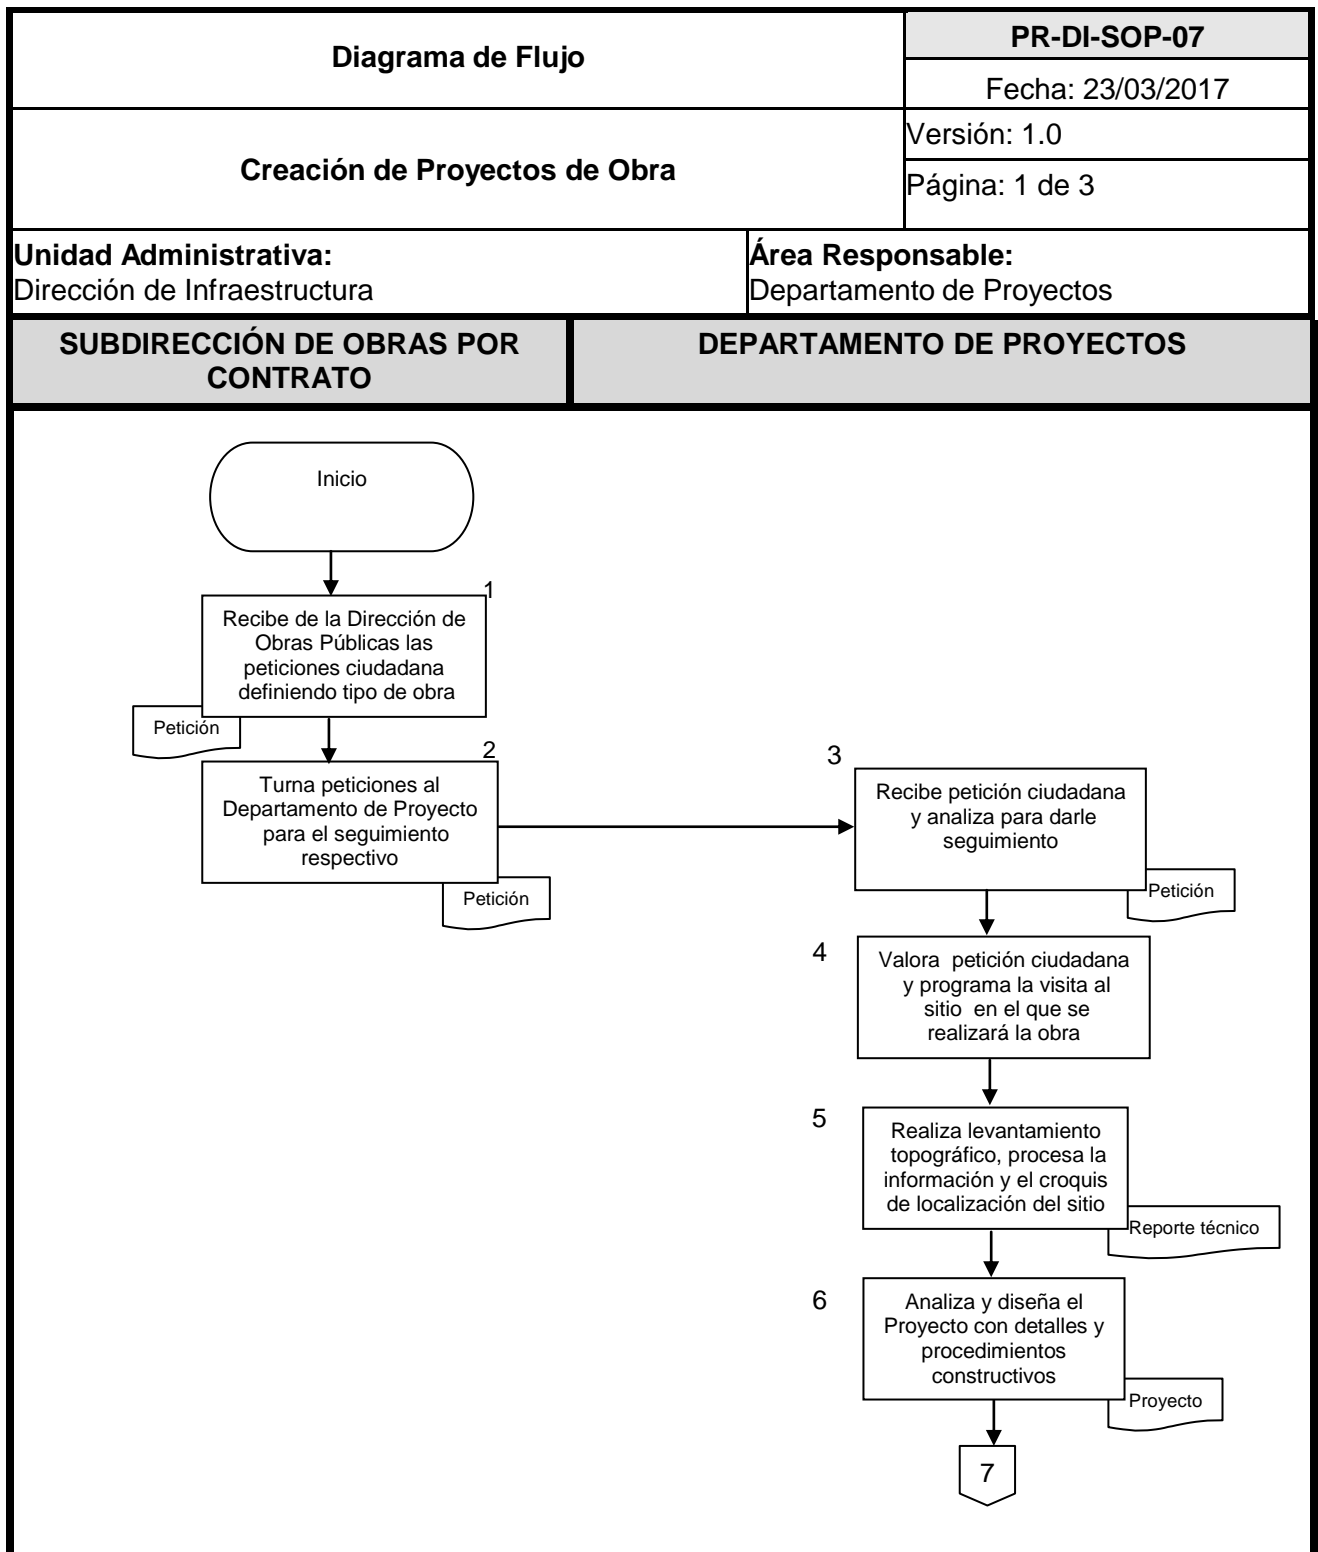 Diagrama de Flujo
PR-DI-SOP-07
Fecha: 23/03/2017
Creación de Proyectos de Obra
Versión: 1.0
Página: 1 de 3
Unidad Administrativa:
Dirección de Infraestructura
Área Responsable:
Departamento de Proyectos
SUBDIRECCIÓN DE OBRAS POR
CONTRATO
DEPARTAMENTO DE PROYECTOS
Inicio
1
Recibe de la Dirección de
Obras Públicas las
peticiones ciudadana
definiendo tipo de obra
Petición
2
Turna peticiones al
Departamento de Proyecto
para el seguimiento
respectivo
Petición
3
Recibe petición ciudadana
y analiza para darle
seguimiento
Petición
4
Valora petición ciudadana
y programa la visita al
sitio en el que se
realizará la obra
5
Realiza levantamiento
topográfico, procesa la
información y el croquis
de localización del sitio
Reporte técnico
6
Analiza y diseña el
Proyecto con detalles y
procedimientos
constructivos
Proyecto
7